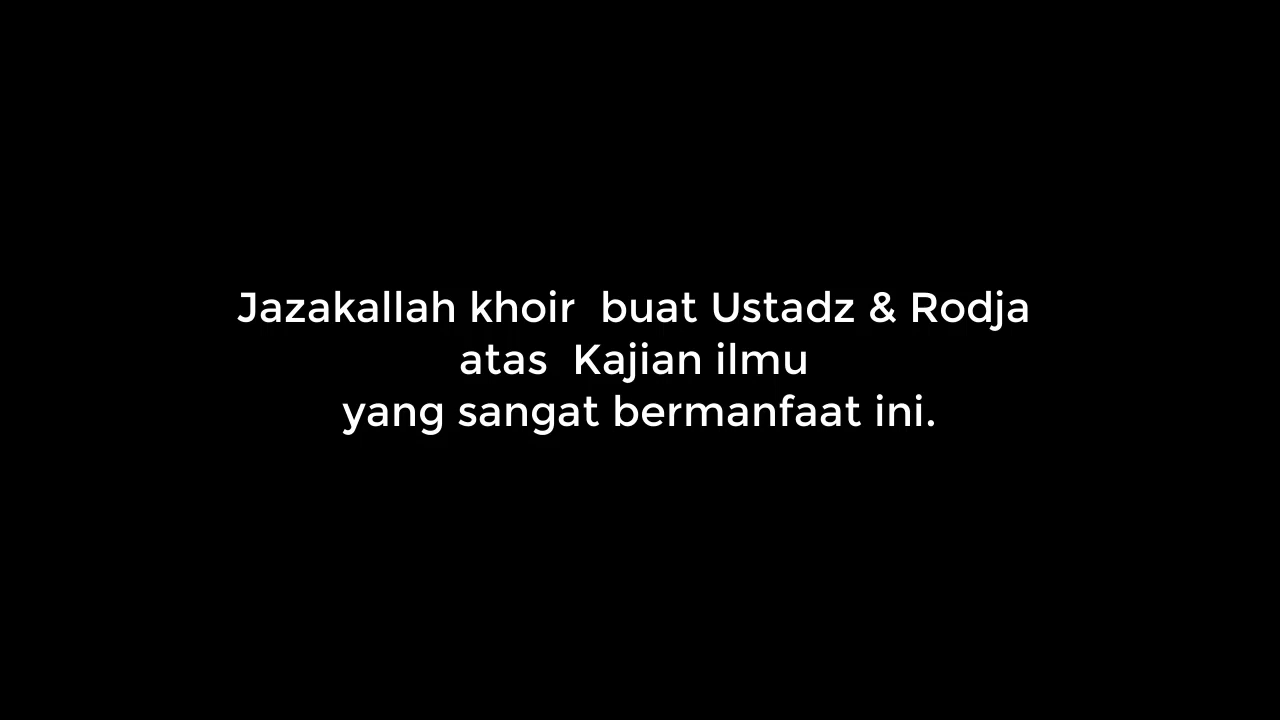 Jazakallah khoir  buat Ustadz & Rodja
atas  Kajian ilmu
yang sangat bermanfaat ini.